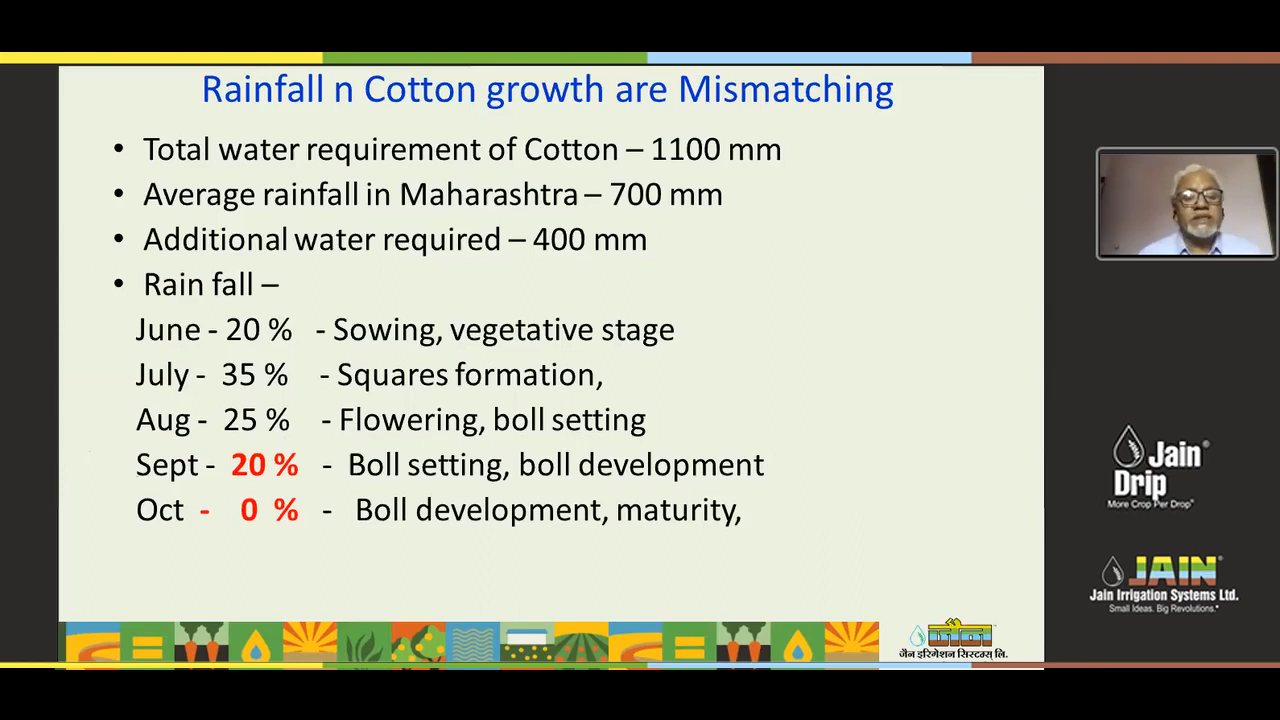 Rainfall n Cotton growth are Mismatching
• Total water requirement of Cotton – 1100 mm
• Average rainfall in Maharashtra – 700 mm
• Additional water required – 400 mm
• Rain fall –
June - 20 % - Sowing, vegetative stage
July - 35 % - Squares formation,
Aug - 25 % - Flowering, boll setting
Sept - 20 % - Boll setting, boll development
Oct - 0 % - Boll development, maturity,
Jain®
Drip
More Crop Per Drop®
JAIN®
Jain Irrigation Systems Ltd.
Small Ideas. Big Revolutions.®
जैन
जैन इरिगेशन सिस्टिम्स् लि.